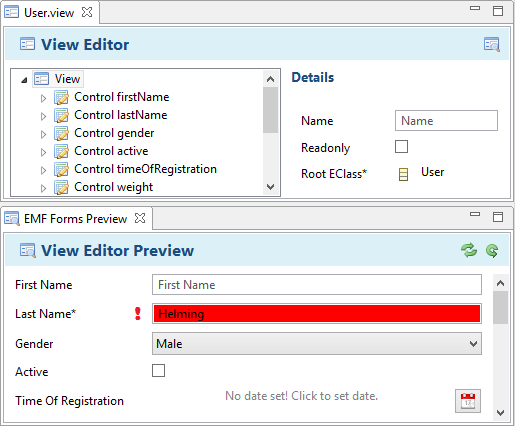 User.view
View Editor
View
Control firstName
Control lastName
Control gender
Control active
Control timeOfRegistration
Control weight
Details
Name Name
Readonly
Root EClass* User
EMF Forms Preview
View Editor Preview
First Name First Name
Last Name* Helming
Gender Male
Active
Time Of Registration No date set! Click to set date.